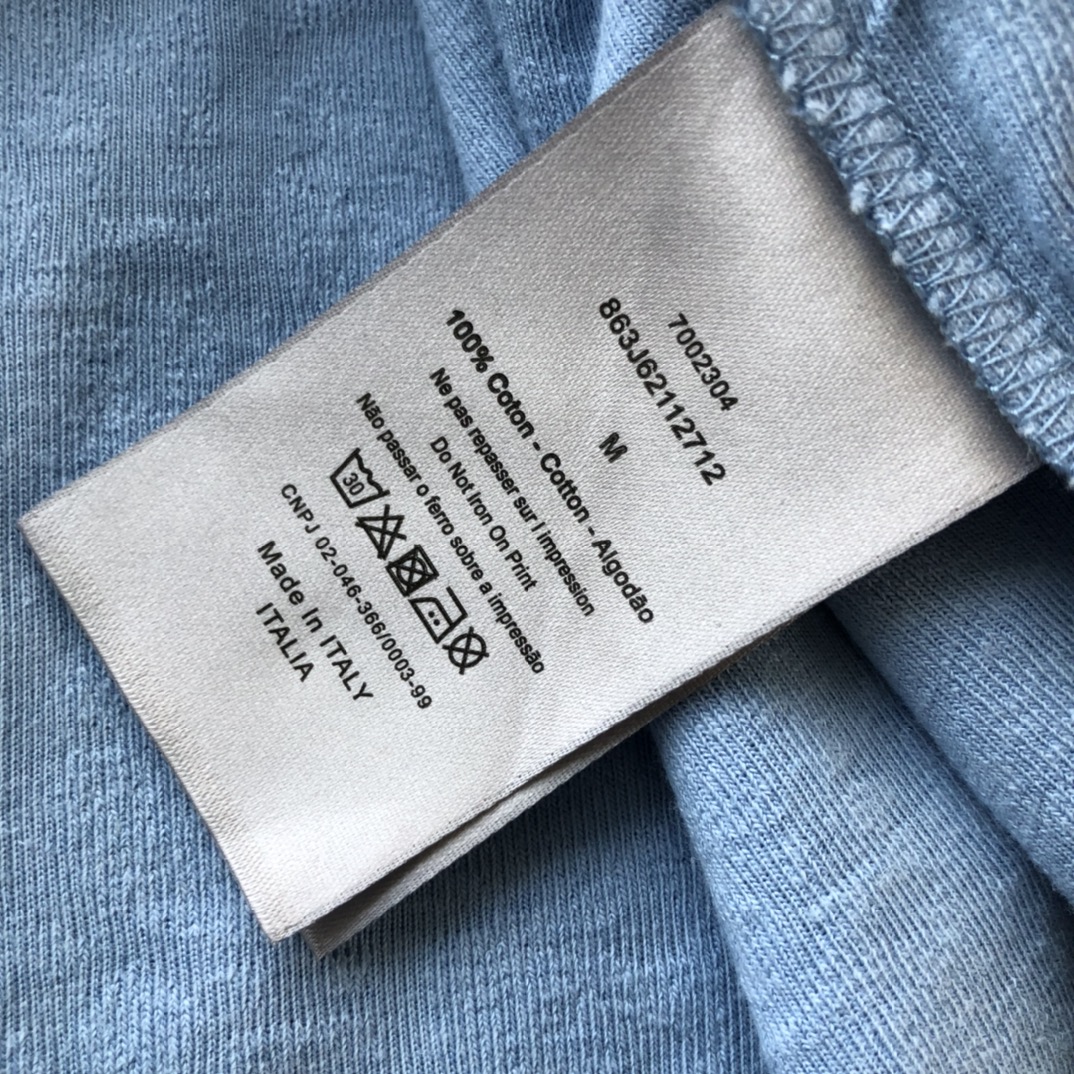 7002304
863J62112712
M
100% Coton - Cotton - Algodão
Ne pas repasser sur l impression
Do Not Iron On Print
Não passar o ferro sobre a impressão
30
CNPJ 02-046-366/0003-99
Made In ITALY
ITALIA